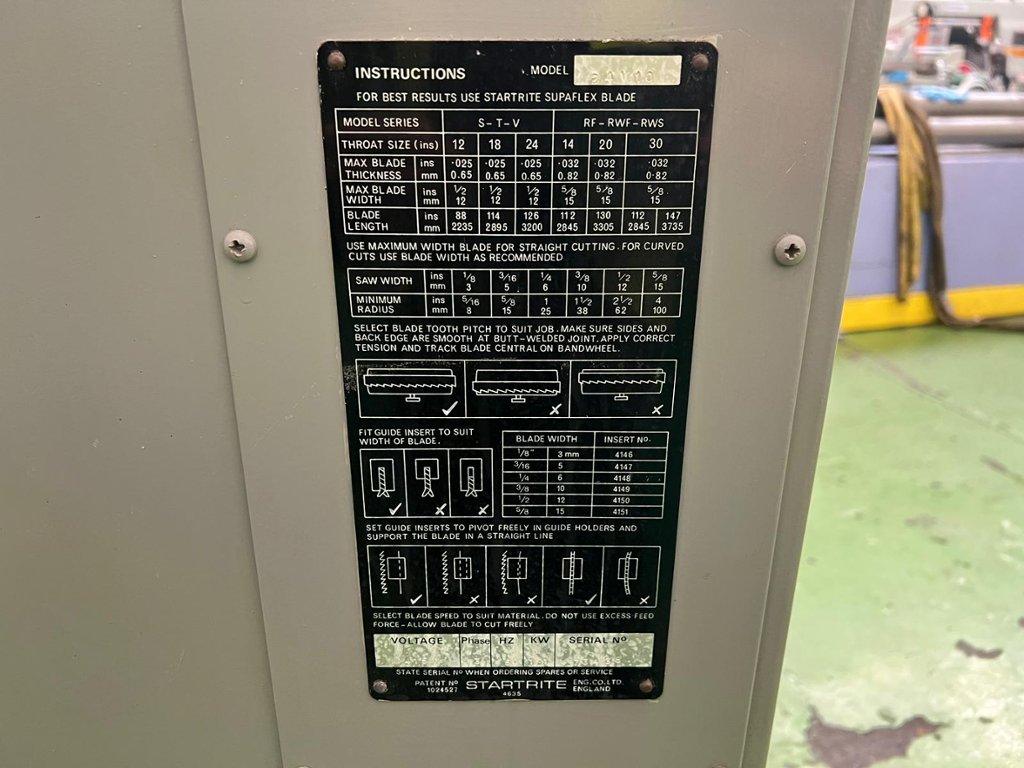 INSTRUCTIONS MODEL
FOR BEST RESULTS USE STARTRITE SUPAFLEX BLADE
MODEL SERIES S-T-V RF-RWF-RWS
THROAT SIZE (ins) 12 18 24 14 20 30
MAX BLADE THICKNESS ins ·025 ·025 ·025 ·032 ·032 ·032
mm 0.65 0.65 0.65 0.82 0·82 0·82
MAX BLADE WIDTH ins 1/2 1/2 1/2 5/8 5/8 5/8
mm 12 12 12 15 15 15
BLADE LENGTH ins 88 114 126 112 130 112 147
mm 2235 2895 3200 2845 3305 2845 3735
USE MAXIMUM WIDTH BLADE FOR STRAIGHT CUTTING. FOR CURVED
CUTS USE BLADE WIDTH AS RECOMMENDED
SAW WIDTH ins 1/8 3/16 1/4 3/8 1/2 5/8
mm 3 5 6 10 12 15
MINIMUM RADIUS ins 5/16 5/8 1 1 1/2 2 1/2 4
mm 8 15 25 38 62 100
SELECT BLADE TOOTH PITCH TO SUIT JOB. MAKE SURE SIDES AND
BACK EDGE ARE SMOOTH AT BUTT-WELDED JOINT. APPLY CORRECT
TENSION AND TRACK BLADE CENTRAL ON BANDWHEEL.
FIT GUIDE INSERT TO SUIT
WIDTH OF BLADE.
BLADE WIDTH INSERT No.
1/8" 3 mm 4146
3/16 5 4147
1/4 6 4148
3/8 10 4149
1/2 12 4150
5/8 15 4151
SET GUIDE INSERTS TO PIVOT FREELY IN GUIDE HOLDERS AND
SUPPORT THE BLADE IN A STRAIGHT LINE
SELECT BLADE SPEED TO SUIT MATERIAL. DO NOT USE EXCESS FEED
FORCE-ALLOW BLADE TO CUT FREELY
VOLTAGE Phase HZ KW SERIAL Nº
STATE SERIAL Nº WHEN ORDERING SPARES OR SERVICE
PATENT Nº
1024527
STARTRITE ENG.CO.LTD.
ENGLAND
4635